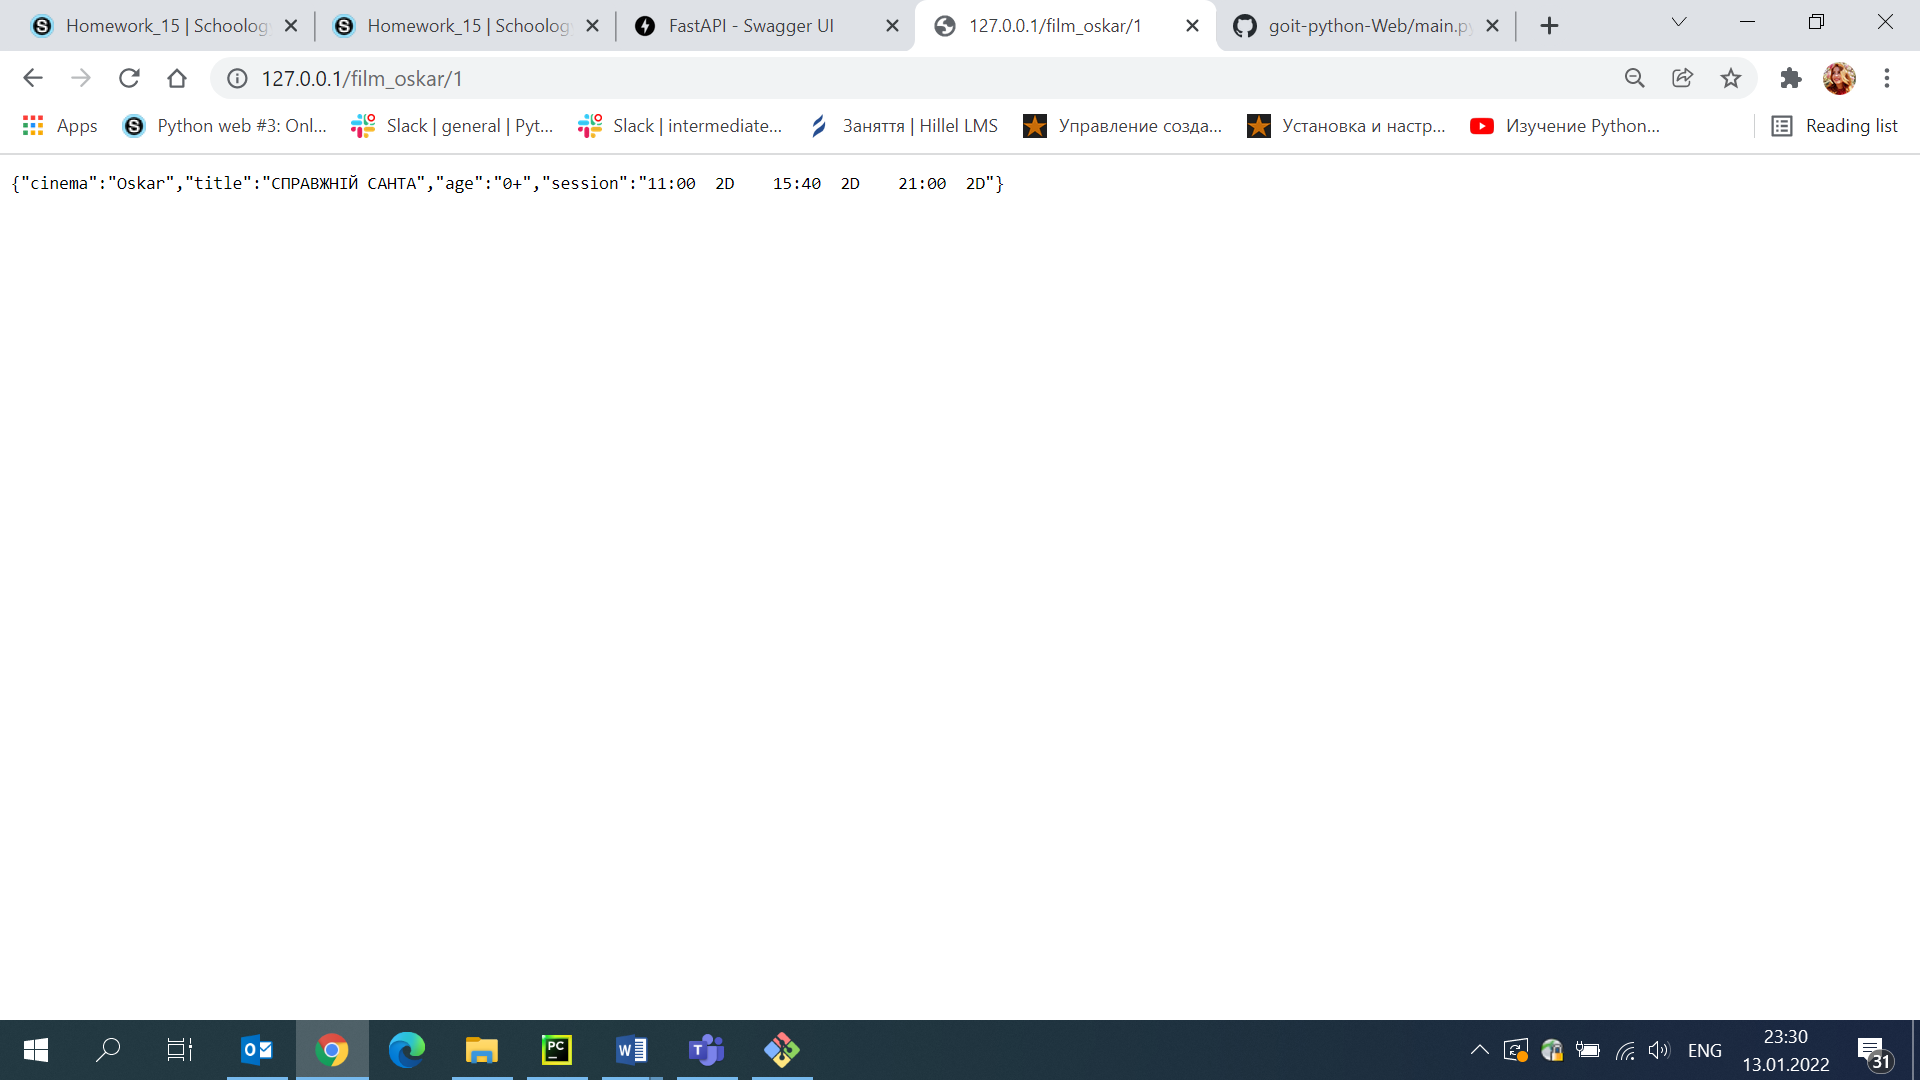 Homework_15 | Schoology
Homework_15 | Schoolog
FastAPI - Swagger UI
127.0.0.1/film_oskar/1
goit-python-Web/main.py
127.0.0.1/film_oskar/1
Apps
Python web #3: Onl...
Slack | general | Pyt...
Slack | intermediate...
Заняття | Hillel LMS
Управление созда...
Установка и настр...
Изучение Python...
Reading list
{"cinema":"Oskar","title":"СПРАВЖНІЙ САНТА","age":"0+","session":"11:00  2D    15:40  2D    21:00  2D"}
ENG
23:30
13.01.2022
31